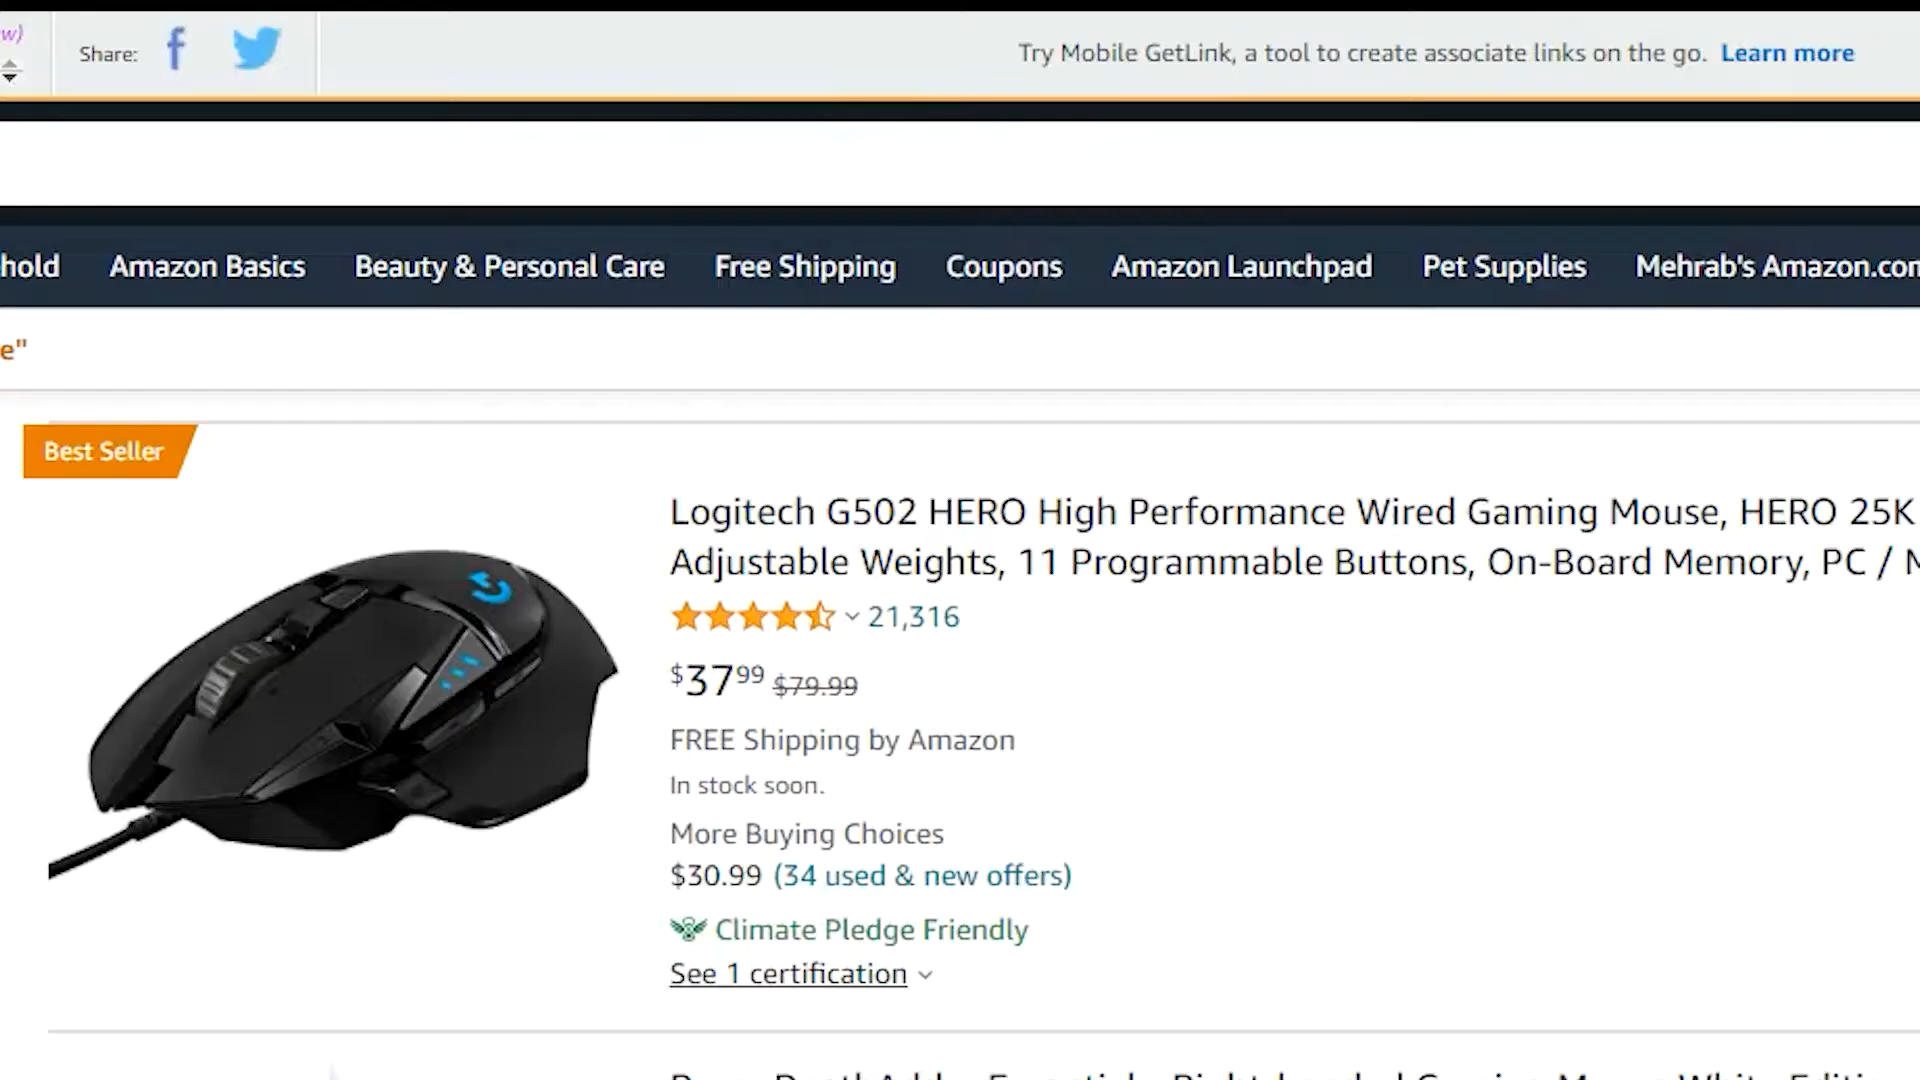 w)
Share:
Try Mobile GetLink, a tool to create associate links on the go. Learn more
hold Amazon Basics Beauty & Personal Care Free Shipping Coupons Amazon Launchpad Pet Supplies Mehrab's Amazon.com
e"
Best Seller
Logitech G502 HERO High Performance Wired Gaming Mouse, HERO 25K
Adjustable Weights, 11 Programmable Buttons, On-Board Memory, PC / M
21,316
$37 99 $79.99
FREE Shipping by Amazon
In stock soon.
More Buying Choices
$30.99 (34 used & new offers)
Climate Pledge Friendly
See 1 certification